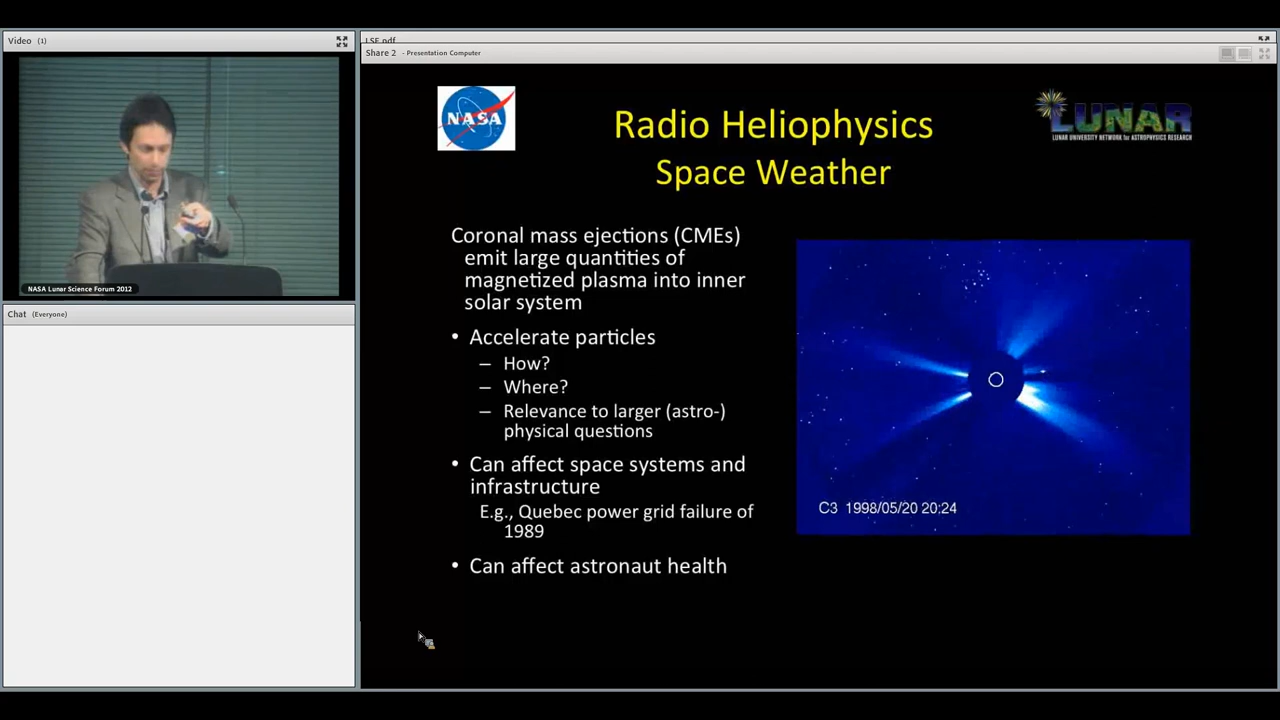 Video (1)
LSF.pdf
Share 2 - Presentation Computer
NASA
Radio Heliophysics
Space Weather
LUNAR
LUNAR UNIVERSITY NETWORK for ASTROPHYSICS RESEARCH
Coronal mass ejections (CMEs)
emit large quantities of
magnetized plasma into inner
solar system
• Accelerate particles
– How?
– Where?
– Relevance to larger (astro-)
physical questions
• Can affect space systems and
infrastructure
E.g., Quebec power grid failure of
1989
• Can affect astronaut health
C3 1998/05/20 20:24
NASA Lunar Science Forum 2012
Chat (Everyone)